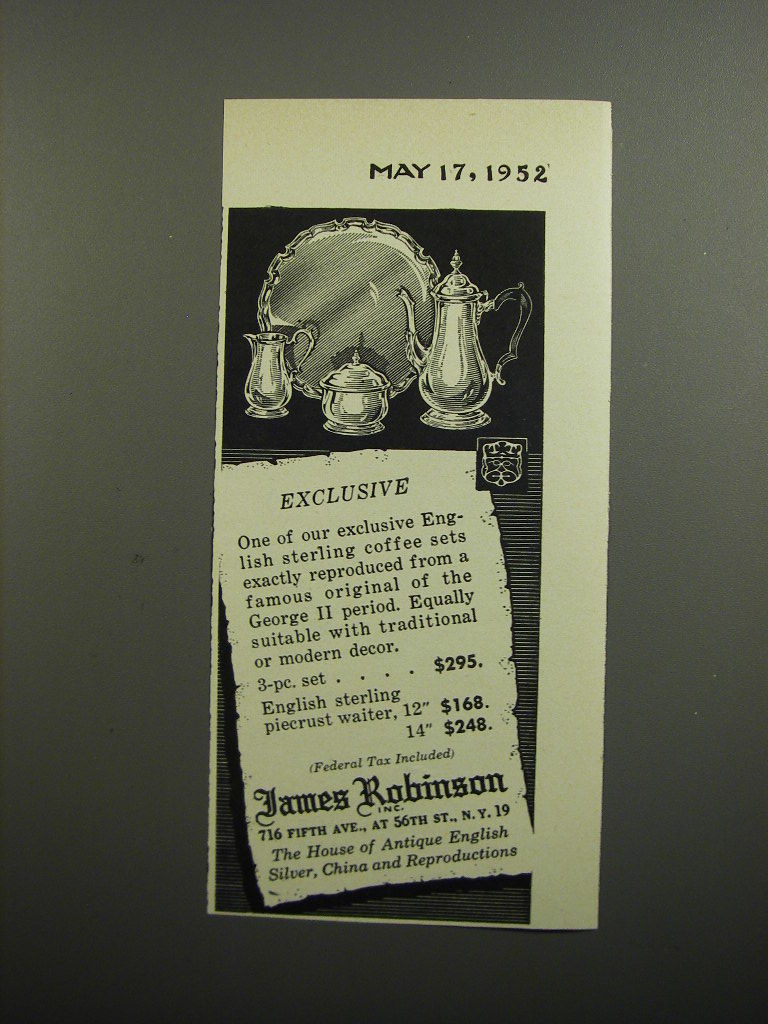 MAY 17, 1952
EXCLUSIVE
One of our exclusive Eng-
lish sterling coffee sets
exactly reproduced from a
famous original of the
George II period. Equally
suitable with traditional
or modern decor.
3-pc. set . . . . $295.
English sterling
piecrust waiter, 12" $168.
14" $248.
(Federal Tax Included)
James Robinson
INC.
716 FIFTH AVE., AT 56TH ST., N. Y. 19
The House of Antique English
Silver, China and Reproductions